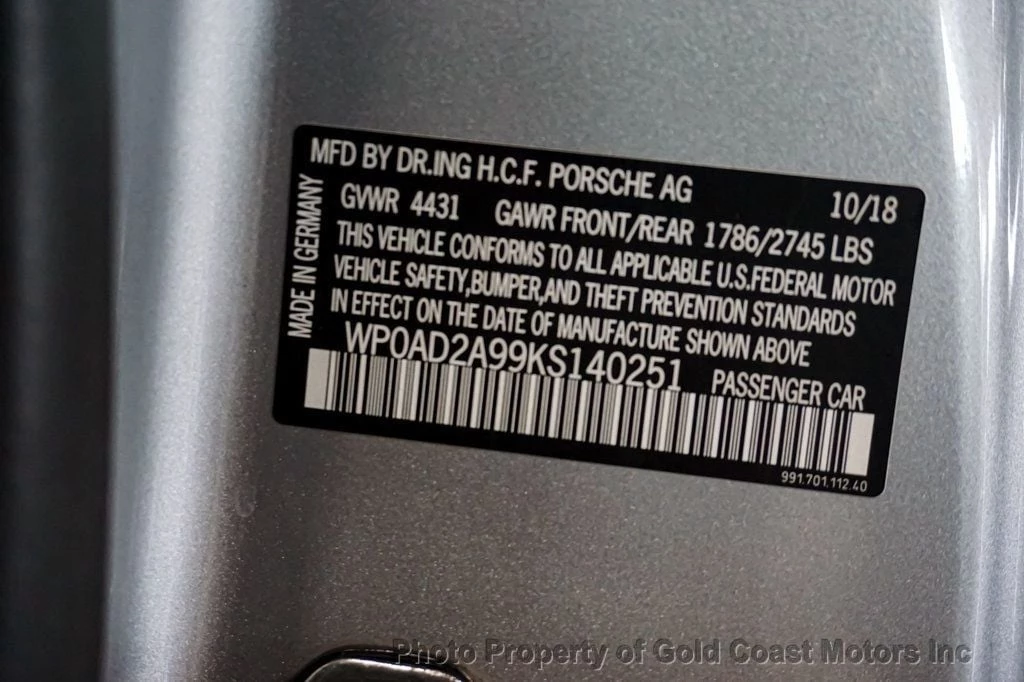 MFD BY DR.ING H.C.F. PORSCHE AG 10/18
GVWR 4431 GAWR FRONT/REAR 1786/2745 LBS
THIS VEHICLE CONFORMS TO ALL APPLICABLE U.S.FEDERAL MOTOR
VEHICLE SAFETY,BUMPER,AND THEFT PREVENTION STANDARDS
IN EFFECT ON THE DATE OF MANUFACTURE SHOWN ABOVE
WP0AD2A99KS140251 PASSENGER CAR
991.701.112.40
MADE IN GERMANY
Photo Property of Gold Coast Motors Inc